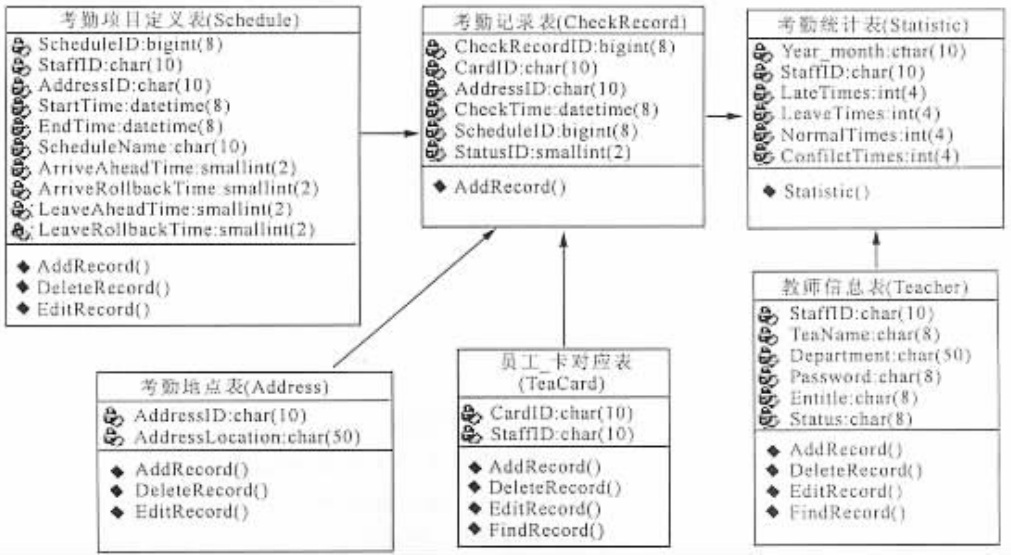 考勤项目定义表(Schedule)
ScheduleID:bigint(8)
StaffID:char(10)
AddressID:char(10)
StartTime:datetime(8)
EndTime:datetime(8)
ScheduleName:char(10)
ArriveAheadTime:smallint(2)
ArriveRollbackTime:smallint(2)
LeaveAheadTime:smallint(2)
LeaveRollbackTime:smallint(2)
AddRecord()
DeleteRecord()
EditRecord()
考勤记录表(CheckRecord)
CheckRecordID:bigint(8)
CardID:char(10)
AddressID:char(10)
CheckTime:datetime(8)
ScheduleID:bigint(8)
StatusID:smallint(2)
AddRecord()
考勤统计表(Statistic)
Year_month:char(10)
StaffID:char(10)
LateTimes:int(4)
LeaveTimes:int(4)
NormalTimes:int(4)
ConfilctTimes:int(4)
Statistic()
考勤地点表(Address)
AddressID:char(10)
AddressLocation:char(50)
AddRecord()
DeleteRecord()
EditRecord()
员工_卡对应表
(TeaCard)
CardID:char(10)
StaffID:char(10)
AddRecord()
DeleteRecord()
EditRecord()
FindRecord()
教师信息表(Teacher)
StaffID:char(10)
TeaName:char(8)
Department:char(50)
Password:char(8)
Entitle:char(8)
Status:char(8)
AddRecord()
DeleteRecord()
EditRecord()
FindRecord()